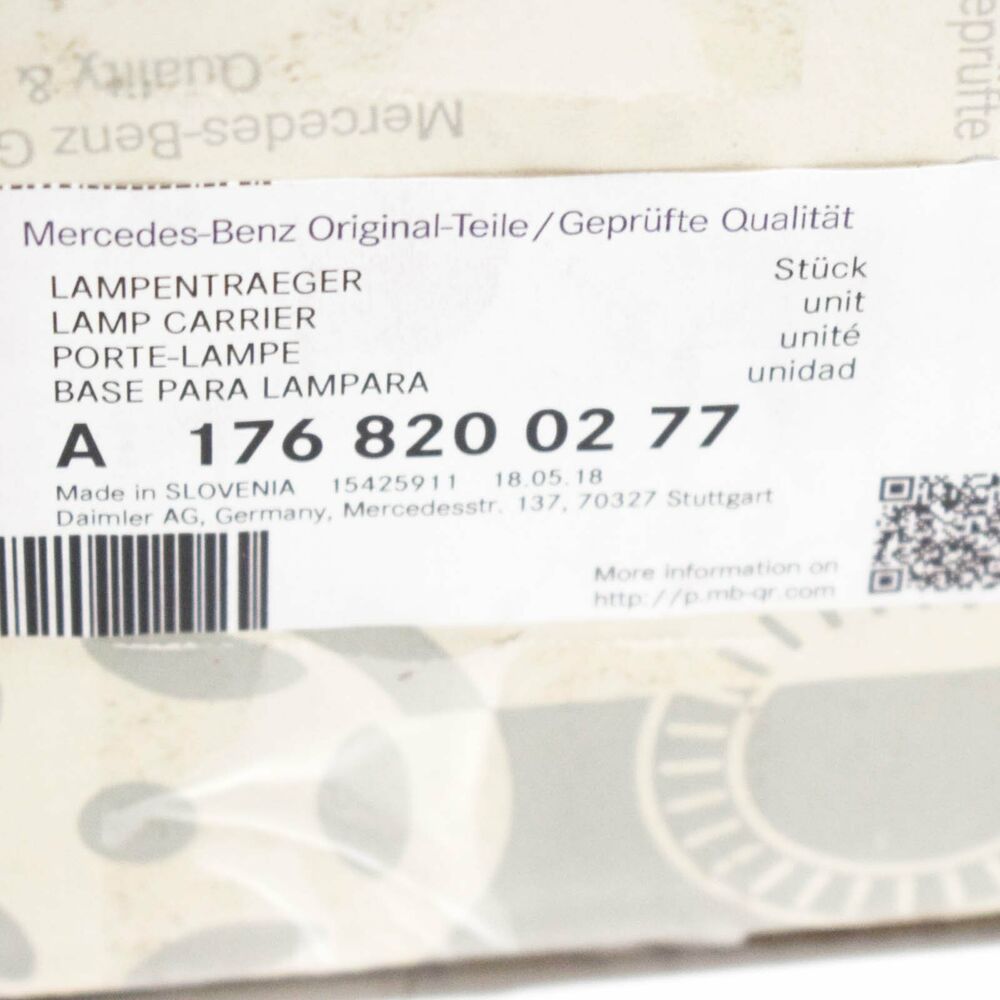 Quality &
Mercedes-Benz G
eprüfte
Mercedes-Benz Original-Teile/Geprüfte Qualität
LAMPENTRAEGER
LAMP CARRIER
PORTE-LAMPE
BASE PARA LAMPARA
Stück
unit
unité
unidad
A 176 820 02 77
Made in SLOVENIA 15425911 18.05.18
Daimler AG, Germany, Mercedesstr. 137, 70327 Stuttgart
More information on
http://p.mb-qr.com